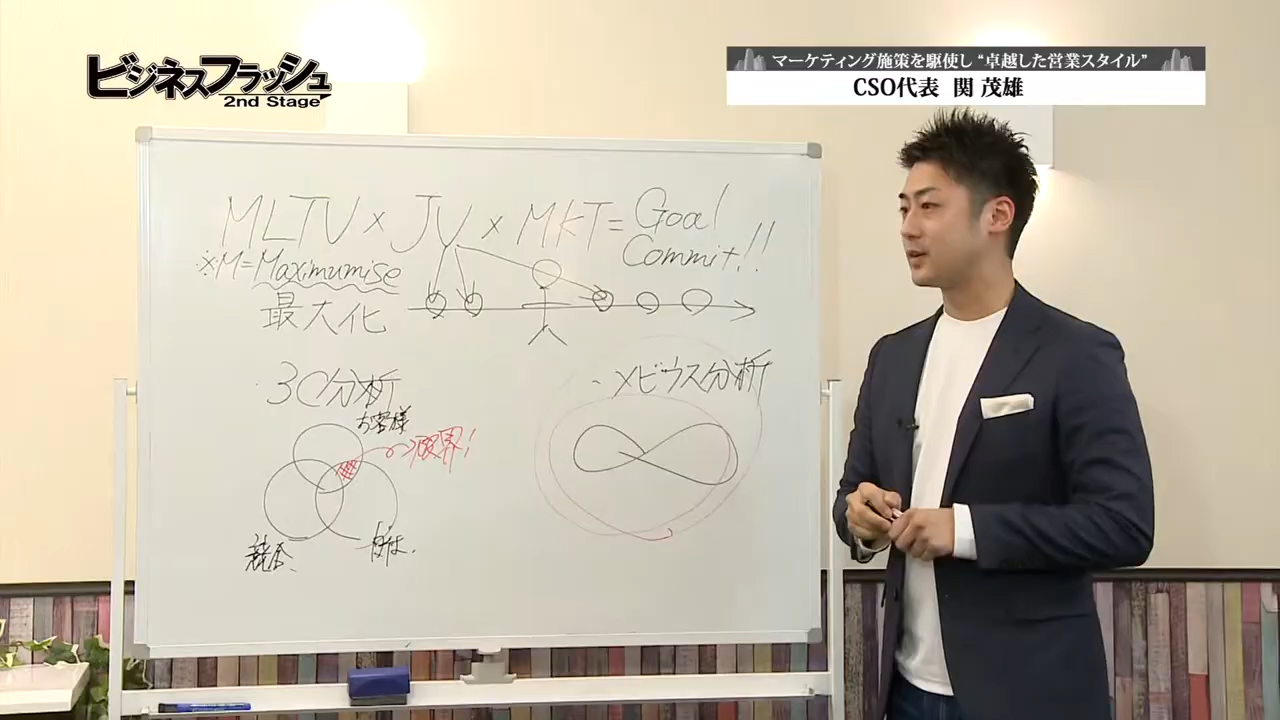 ビジネスフラッシュ
2nd Stage
マーケティング施策を駆使し “卓越した営業スタイル”
CSO代表 関 茂雄
MLTV × JV × MKT = Goal Commit!!
※M=Maximumise
最大化
・3C分析
・メビウス分析
お客様
限界!
競合、
自社、